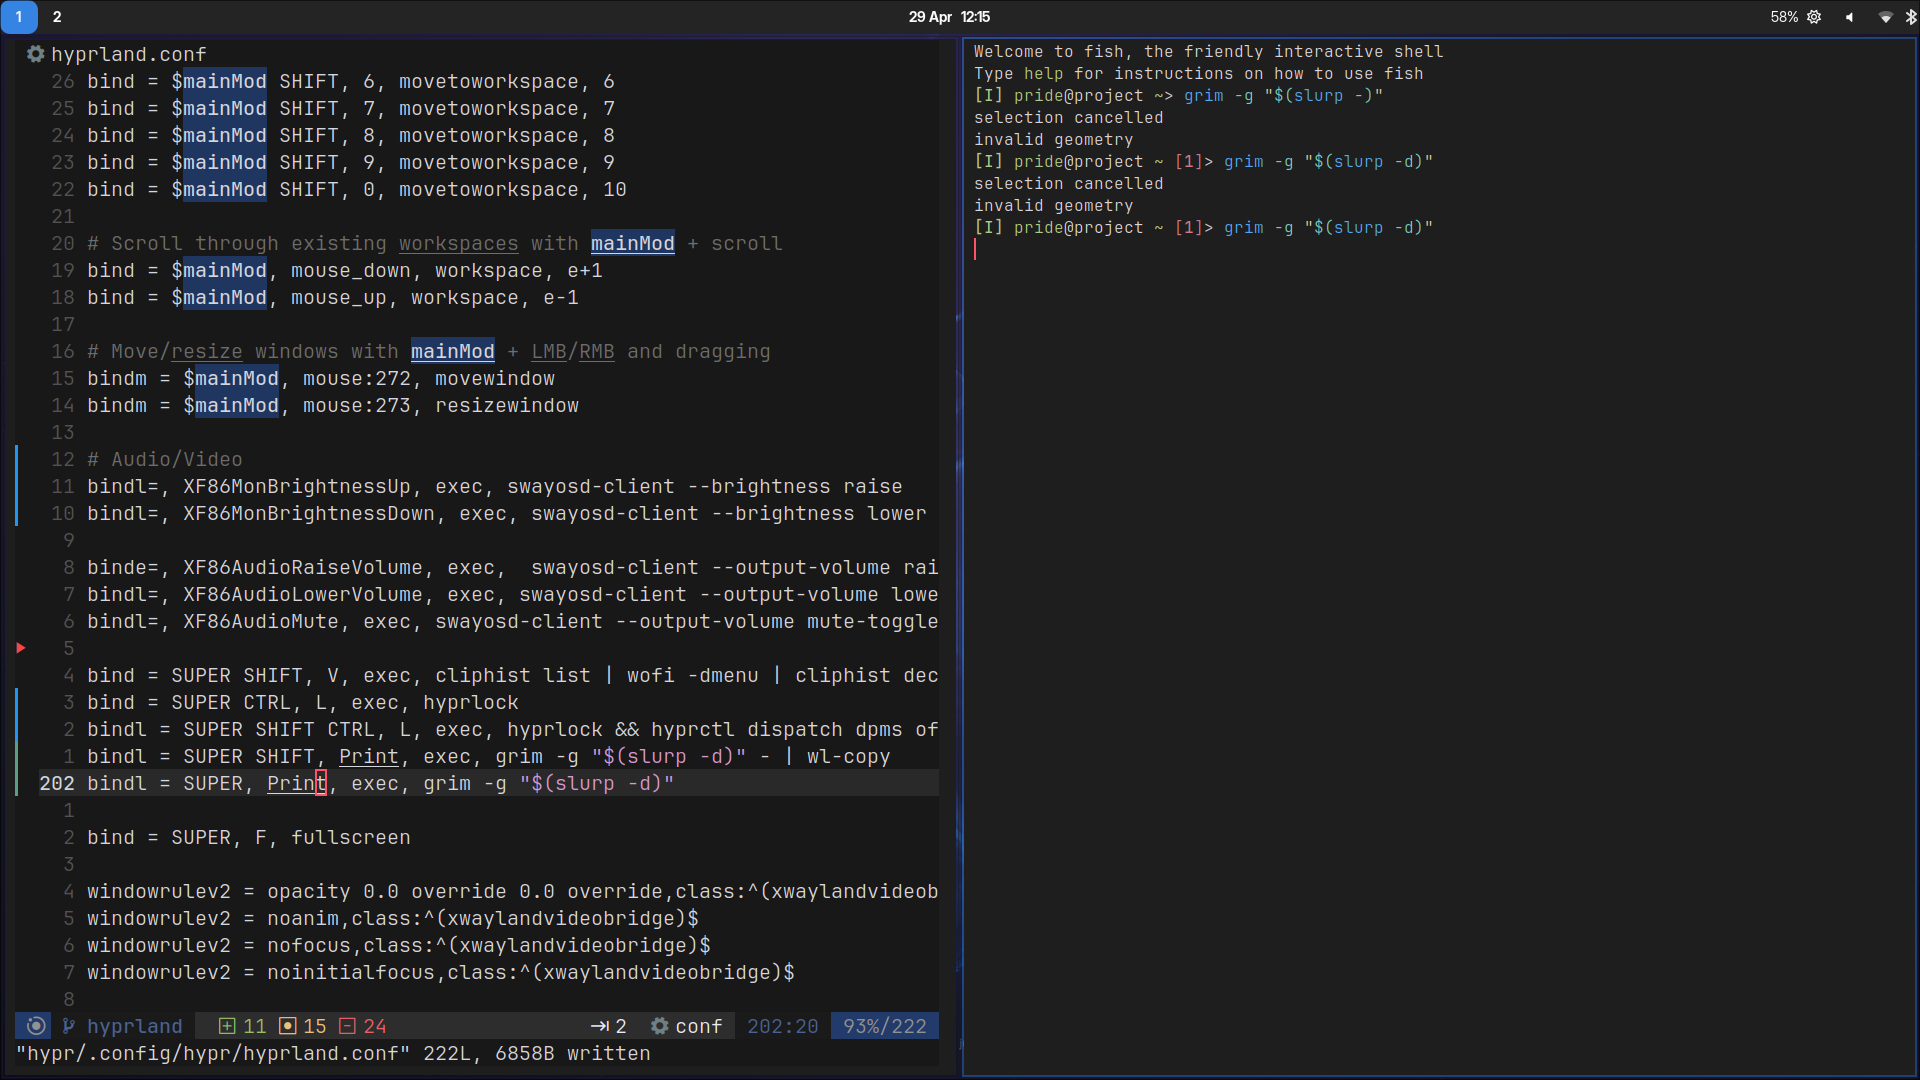 1 2 29 Apr 12:15 58%
hyprland.conf
26 bind = $mainMod SHIFT, 6, movetoworkspace, 6
25 bind = $mainMod SHIFT, 7, movetoworkspace, 7
24 bind = $mainMod SHIFT, 8, movetoworkspace, 8
23 bind = $mainMod SHIFT, 9, movetoworkspace, 9
22 bind = $mainMod SHIFT, 0, movetoworkspace, 10
21
20 # Scroll through existing workspaces with mainMod + scroll
19 bind = $mainMod, mouse_down, workspace, e+1
18 bind = $mainMod, mouse_up, workspace, e-1
17
16 # Move/resize windows with mainMod + LMB/RMB and dragging
15 bindm = $mainMod, mouse:272, movewindow
14 bindm = $mainMod, mouse:273, resizewindow
13
12 # Audio/Video
11 bindl=, XF86MonBrightnessUp, exec, swayosd-client --brightness raise
10 bindl=, XF86MonBrightnessDown, exec, swayosd-client --brightness lower
9
8 binde=, XF86AudioRaiseVolume, exec,  swayosd-client --output-volume rai
7 bindl=, XF86AudioLowerVolume, exec, swayosd-client --output-volume lowe
6 bindl=, XF86AudioMute, exec, swayosd-client --output-volume mute-toggle
5
4 bind = SUPER SHIFT, V, exec, cliphist list | wofi -dmenu | cliphist dec
3 bind = SUPER CTRL, L, exec, hyprlock
2 bindl = SUPER SHIFT CTRL, L, exec, hyprlock && hyprctl dispatch dpms of
1 bindl = SUPER SHIFT, Print, exec, grim -g "$(slurp -d)" - | wl-copy
202 bindl = SUPER, Print, exec, grim -g "$(slurp -d)"
1
2 bind = SUPER, F, fullscreen
3
4 windowrulev2 = opacity 0.0 override 0.0 override,class:^(xwaylandvideob
5 windowrulev2 = noanim,class:^(xwaylandvideobridge)$
6 windowrulev2 = nofocus,class:^(xwaylandvideobridge)$
7 windowrulev2 = noinitialfocus,class:^(xwaylandvideobridge)$
8
hyprland 11 15 24 2 conf 202:20 93%/222
"hypr/.config/hypr/hyprland.conf" 222L, 6858B written
Welcome to fish, the friendly interactive shell
Type help for instructions on how to use fish
[I] pride@project ~> grim -g "$(slurp -)"
selection cancelled
invalid geometry
[I] pride@project ~ [1]> grim -g "$(slurp -d)"
selection cancelled
invalid geometry
[I] pride@project ~ [1]> grim -g "$(slurp -d)"